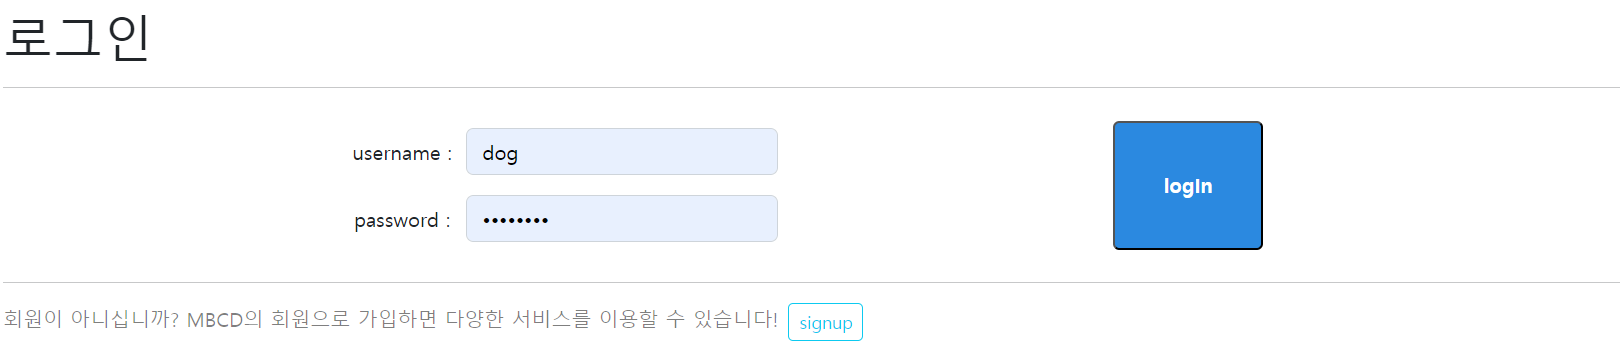 로그인
username : dog
password : ••••••••
login
회원이 아니십니까? MBCD의 회원으로 가입하면 다양한 서비스를 이용할 수 있습니다! signup